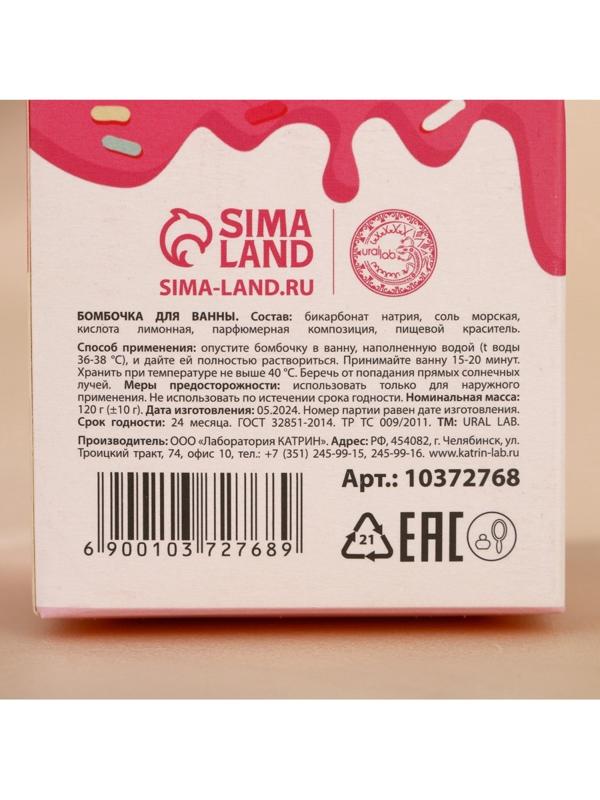 SIMA
LAND
SIMA-LAND.RU
ural lab
БОМБОЧКА ДЛЯ ВАННЫ. Состав: бикарбонат натрия, соль морская,
кислота лимонная, парфюмерная композиция, пищевой краситель.
Способ применения: опустите бомбочку в ванну, наполненную водой (t воды
36-38 °C), и дайте ей полностью раствориться. Принимайте ванну 15-20 минут.
Хранить при температуре не выше 40 °C. Беречь от попадания прямых солнечных
лучей. Меры предосторожности: использовать только для наружного
применения. Не использовать по истечении срока годности. Номинальная масса:
120 г (±10 г). Дата изготовления: 05.2024. Номер партии равен дате изготовления.
Срок годности: 24 месяца. ГОСТ 32851-2014. ТР ТС 009/2011. ТМ: URAL LAB.
Производитель: ООО «Лаборатория КАТРИН». Адрес: РФ, 454082, г. Челябинск, ул.
Троицкий тракт, 74, офис 10, тел.: +7 (351) 245-99-15, 245-99-16. www.katrin-lab.ru
Арт.: 10372768
6 900103 727689
21
EAC